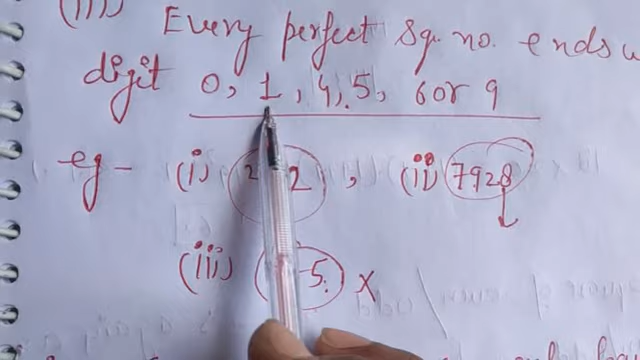 (iii) Every perfect Sq. no. ends
digit 0, 1, 4, 5, 6 or 9
eg- (i) 2 2, (ii) 7928
(iii) 5. x